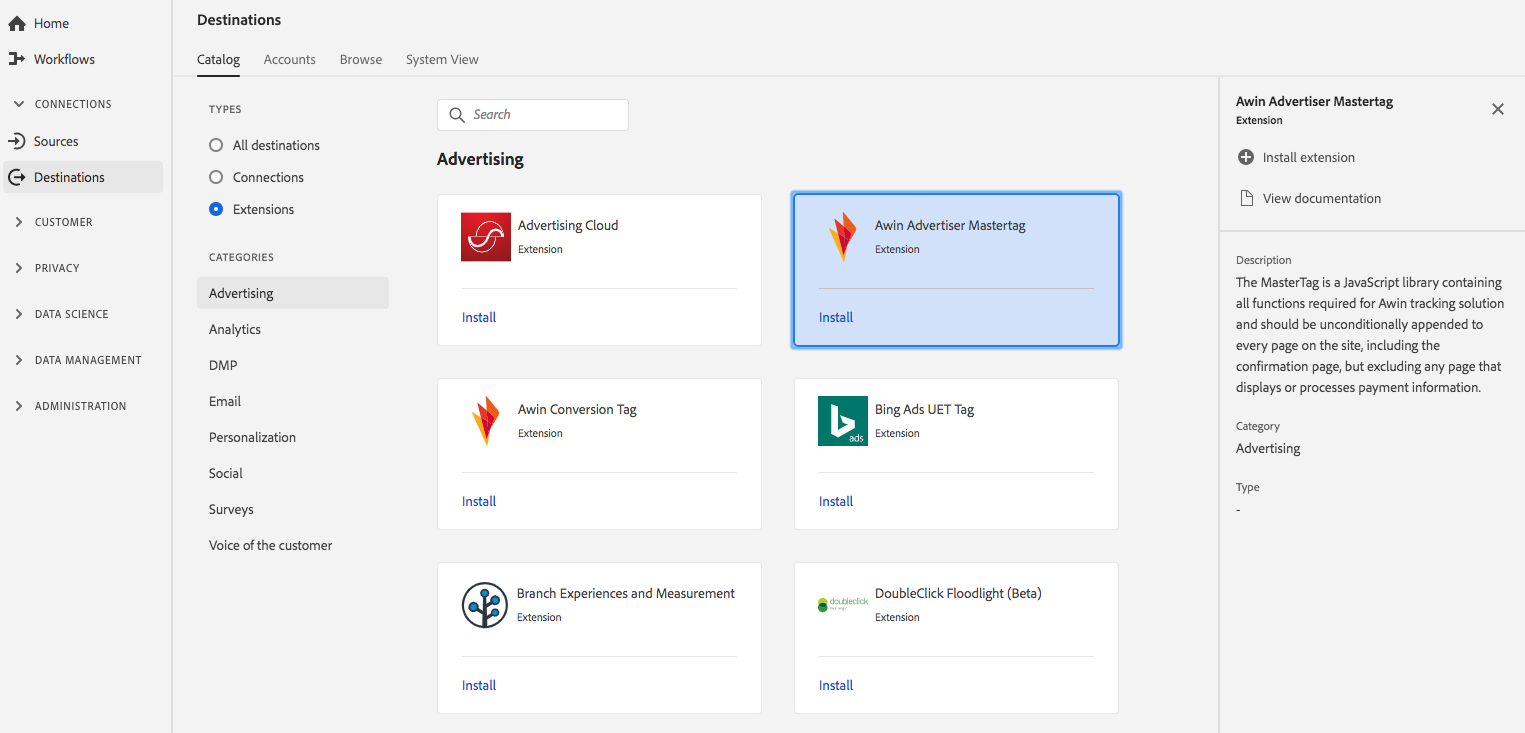 Home
Workflows
CONNECTIONS
Sources
Destinations
CUSTOMER
PRIVACY
DATA SCIENCE
DATA MANAGEMENT
ADMINISTRATION
Destinations
Catalog Accounts Browse System View
TYPES
All destinations
Connections
Extensions
CATEGORIES
Advertising
Analytics
DMP
Email
Personalization
Social
Surveys
Voice of the customer
Search
Advertising
Advertising Cloud
Extension
Install
Awin Advertiser Mastertag
Extension
Install
Awin Conversion Tag
Extension
Install
ads
Bing Ads UET Tag
Extension
Install
Branch Experiences and Measurement
Extension
Install
doubleclick
by Google
DoubleClick Floodlight (Beta)
Extension
Install
Awin Advertiser Mastertag
Extension
Install extension
View documentation
Description
The MasterTag is a JavaScript library containing
all functions required for Awin tracking solution
and should be unconditionally appended to
every page on the site, including the
confirmation page, but excluding any page that
displays or processes payment information.
Category
Advertising
Type
-